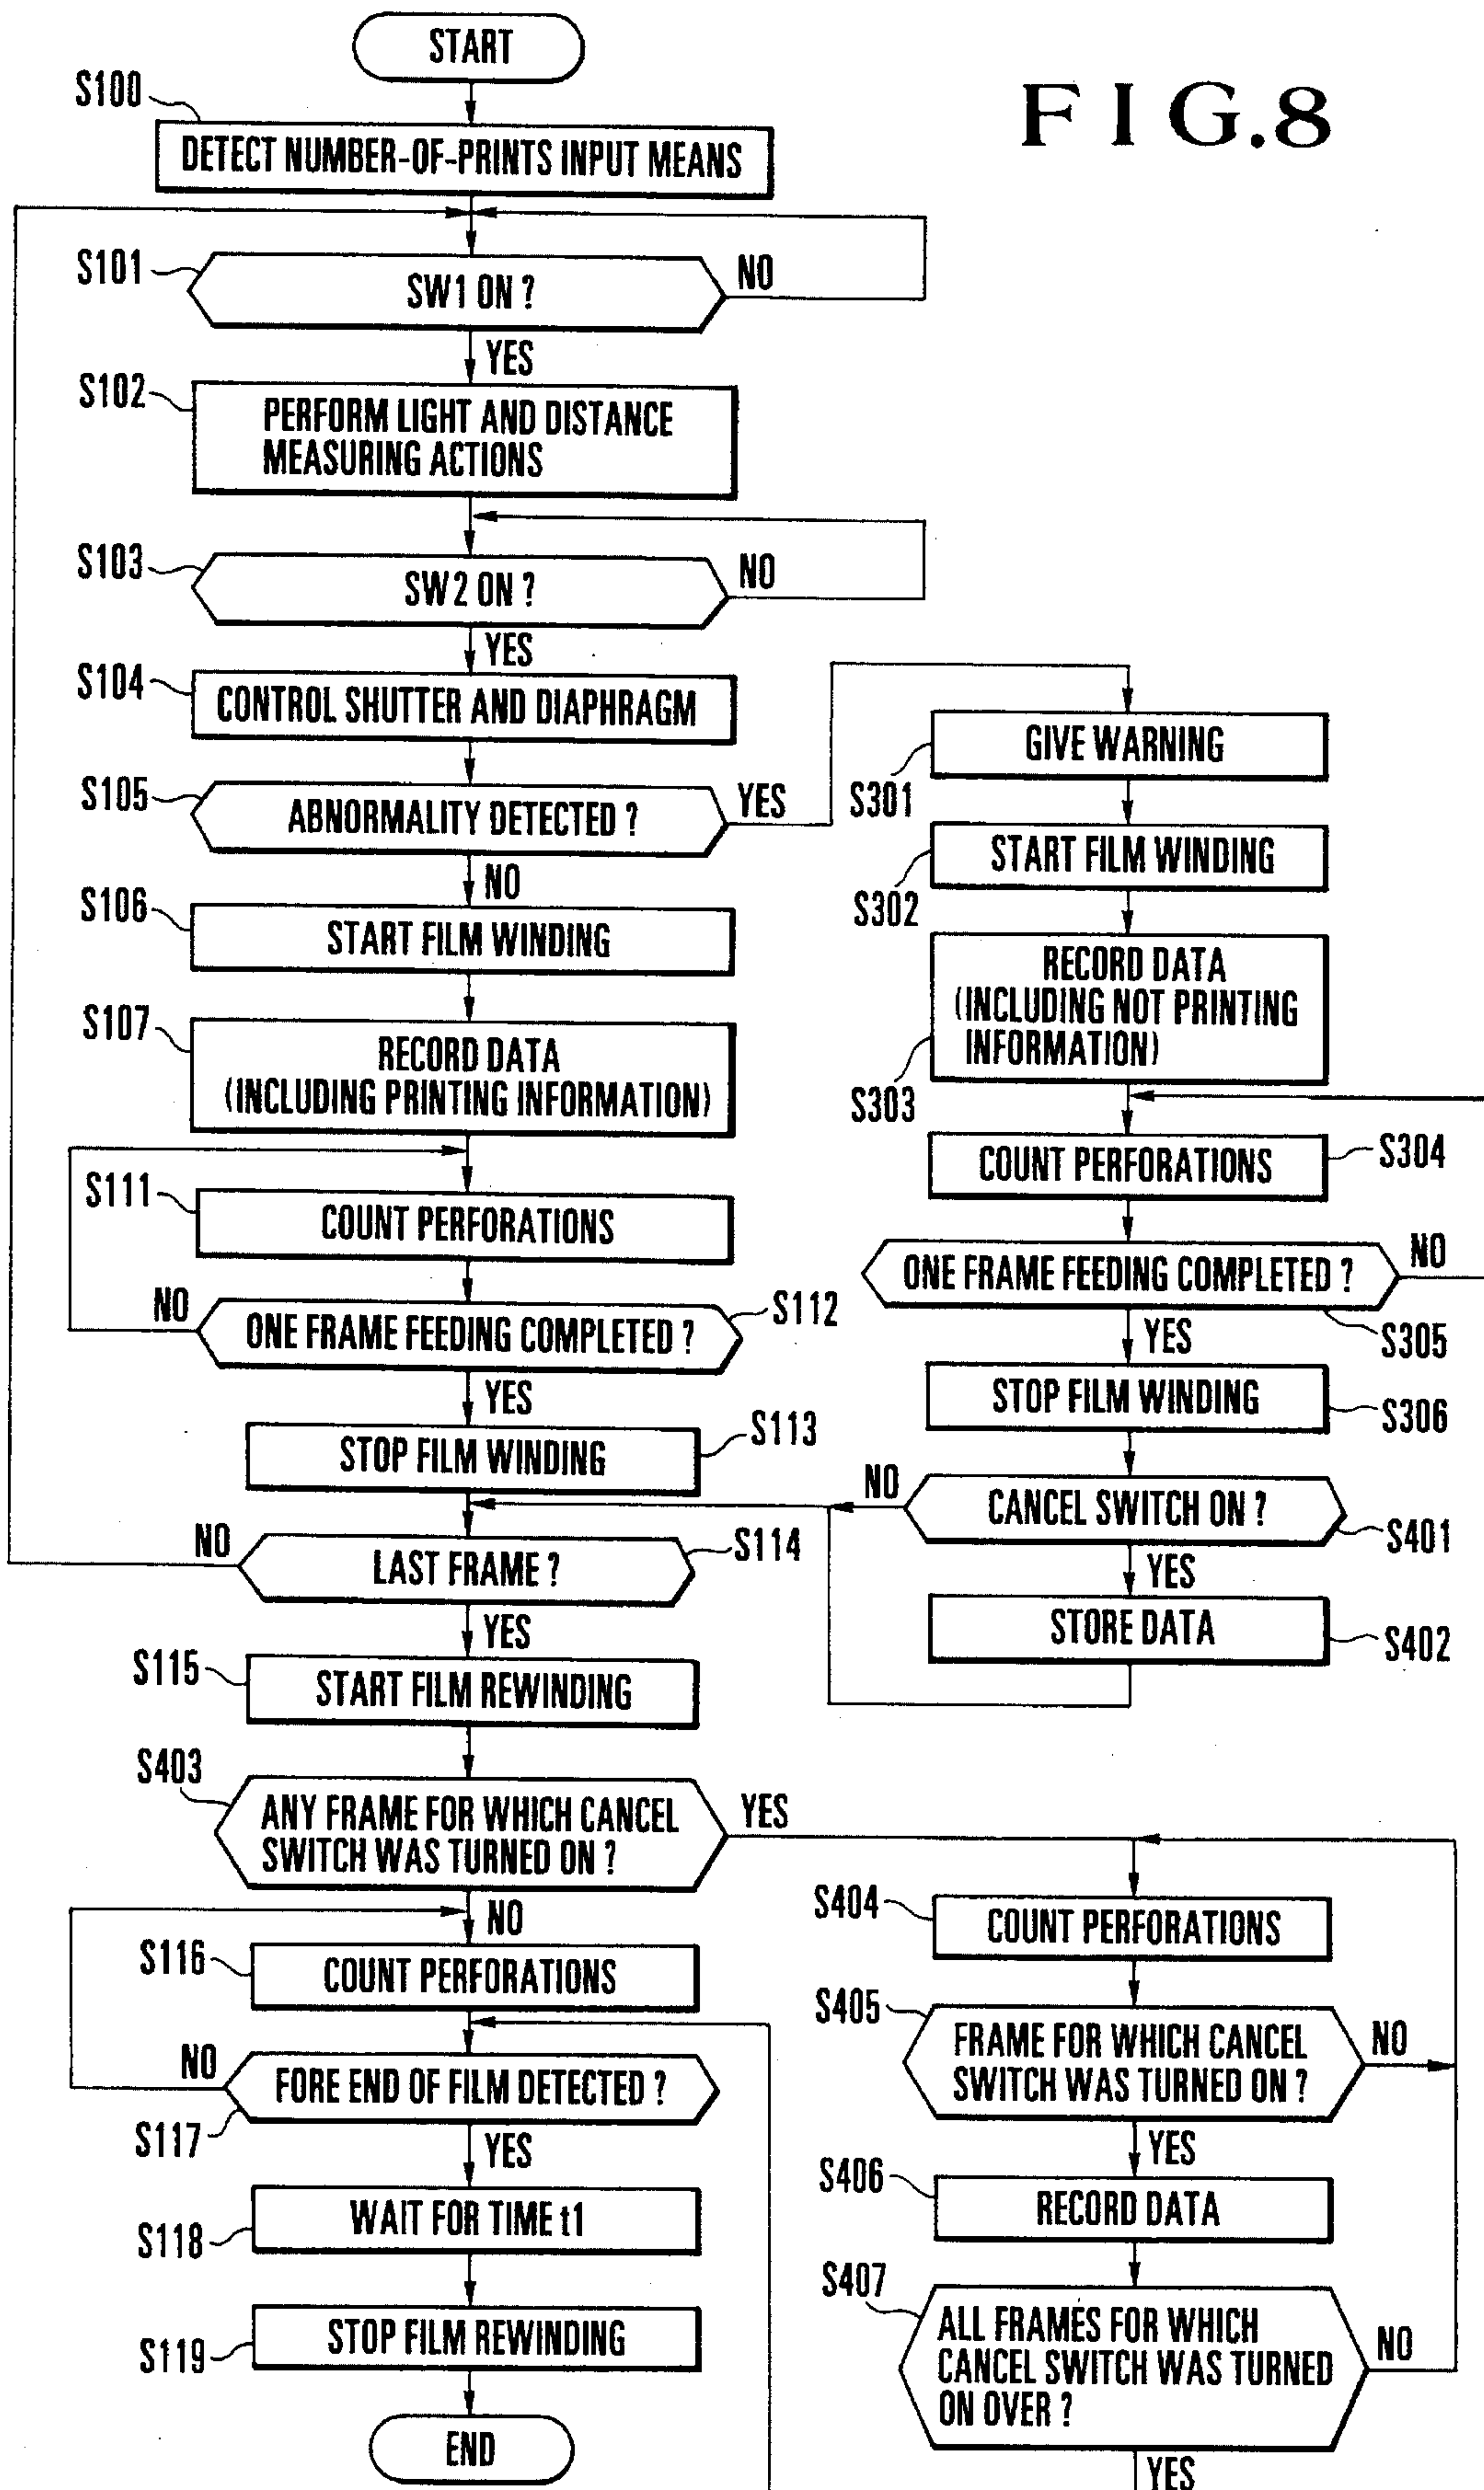 FIG.8
START
S100
DETECT NUMBER-OF-PRINTS INPUT MEANS
S101
SW1 ON ?
NO
YES
S102
PERFORM LIGHT AND DISTANCE
MEASURING ACTIONS
S103
SW2 ON ?
NO
YES
S104
CONTROL SHUTTER AND DIAPHRAGM
S105
ABNORMALITY DETECTED ?
YES
NO
S106
START FILM WINDING
S107
RECORD DATA
(INCLUDING PRINTING INFORMATION)
S111
COUNT PERFORATIONS
NO
ONE FRAME FEEDING COMPLETED ?
S112
YES
STOP FILM WINDING
S113
NO
LAST FRAME ?
S114
YES
S115
START FILM REWINDING
S403
ANY FRAME FOR WHICH CANCEL
SWITCH WAS TURNED ON ?
YES
NO
S116
COUNT PERFORATIONS
NO
FORE END OF FILM DETECTED ?
S117
YES
WAIT FOR TIME t1
S118
STOP FILM REWINDING
S119
END
GIVE WARNING
S301
START FILM WINDING
S302
RECORD DATA
(INCLUDING NOT PRINTING
INFORMATION)
S303
COUNT PERFORATIONS
S304
ONE FRAME FEEDING COMPLETED ?
NO
S305
YES
STOP FILM WINDING
S306
NO
CANCEL SWITCH ON ?
S401
YES
STORE DATA
S402
S404
COUNT PERFORATIONS
S405
FRAME FOR WHICH CANCEL
SWITCH WAS TURNED ON ?
NO
YES
S406
RECORD DATA
S407
ALL FRAMES FOR WHICH
CANCEL SWITCH WAS TURNED
ON OVER ?
NO
YES